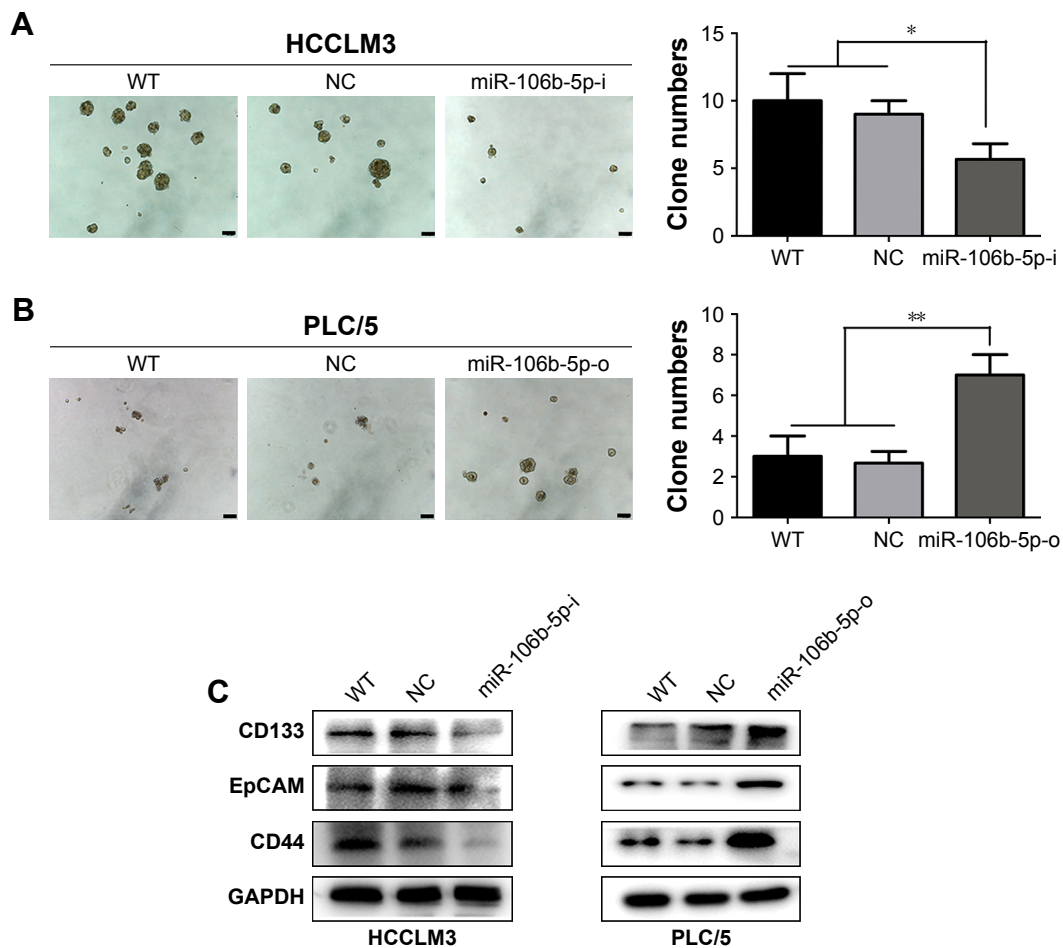 A
HCCLM3
WT NC miR-106b-5p-i
Clone numbers
15
10
5
0
*
WT NC miR-106b-5p-i
B
PLC/5
WT NC miR-106b-5p-o
Clone numbers
10
8
6
4
2
0
**
WT NC miR-106b-5p-o
C
WT NC miR-106b-5p-i
WT NC miR-106b-5p-o
CD133
EpCAM
CD44
GAPDH
HCCLM3 PLC/5